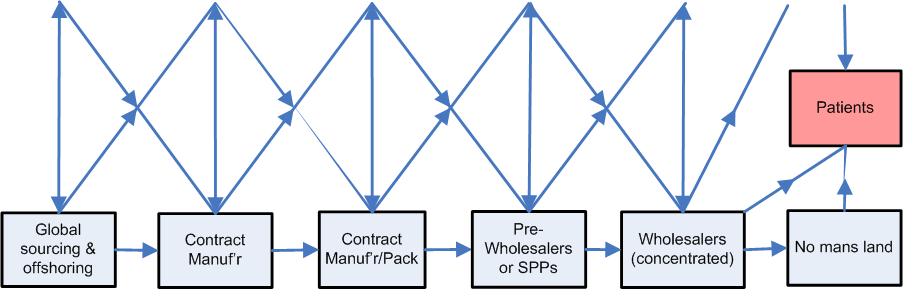 Patients
Global
sourcing &
offshoring
Contract
Manuf'r
Contract
Manuf'r/Pack
Pre-
Wholesalers
or SPPs
Wholesalers
(concentrated)
No mans land